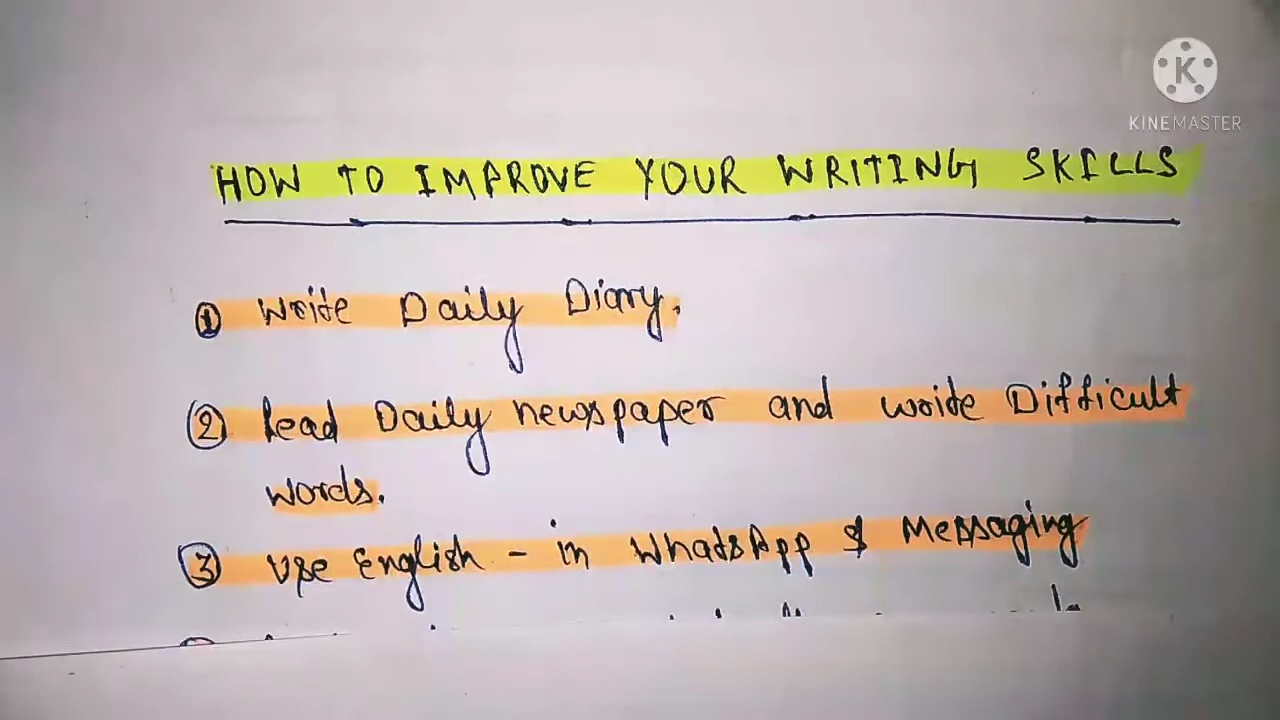 KINEMASTER
HOW TO IMPROVE YOUR WRITING SKILLS
① Write Daily Diary.
② Read Daily newspaper and write Difficult
words.
③ Use English - in WhatsApp & Messaging